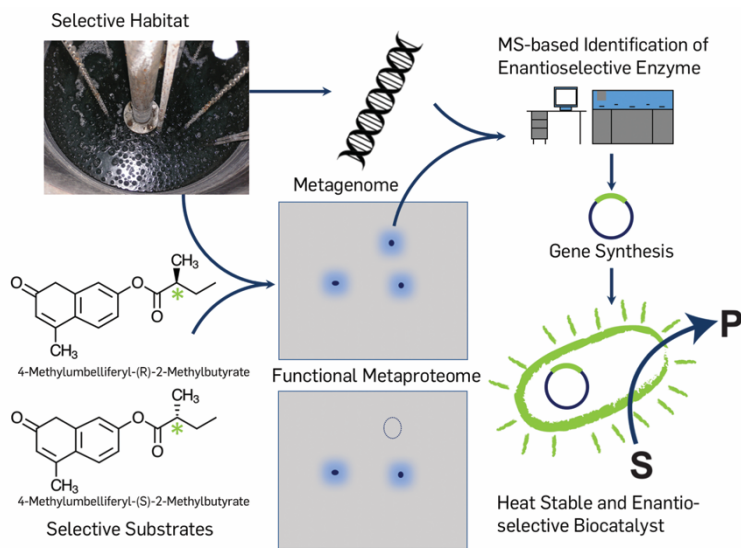 Selective Habitat
MS-based Identification of
Enantioselective Enzyme
Metagenome
Gene Synthesis
O
O
CH₃
O
*
CH₃
4-Methylumbelliferyl-(R)-2-Methylbutyrate
Functional Metaproteome
O
O
CH₃
O
*
CH₃
4-Methylumbelliferyl-(S)-2-Methylbutyrate
Selective Substrates
P
S
Heat Stable and Enantio-
selective Biocatalyst